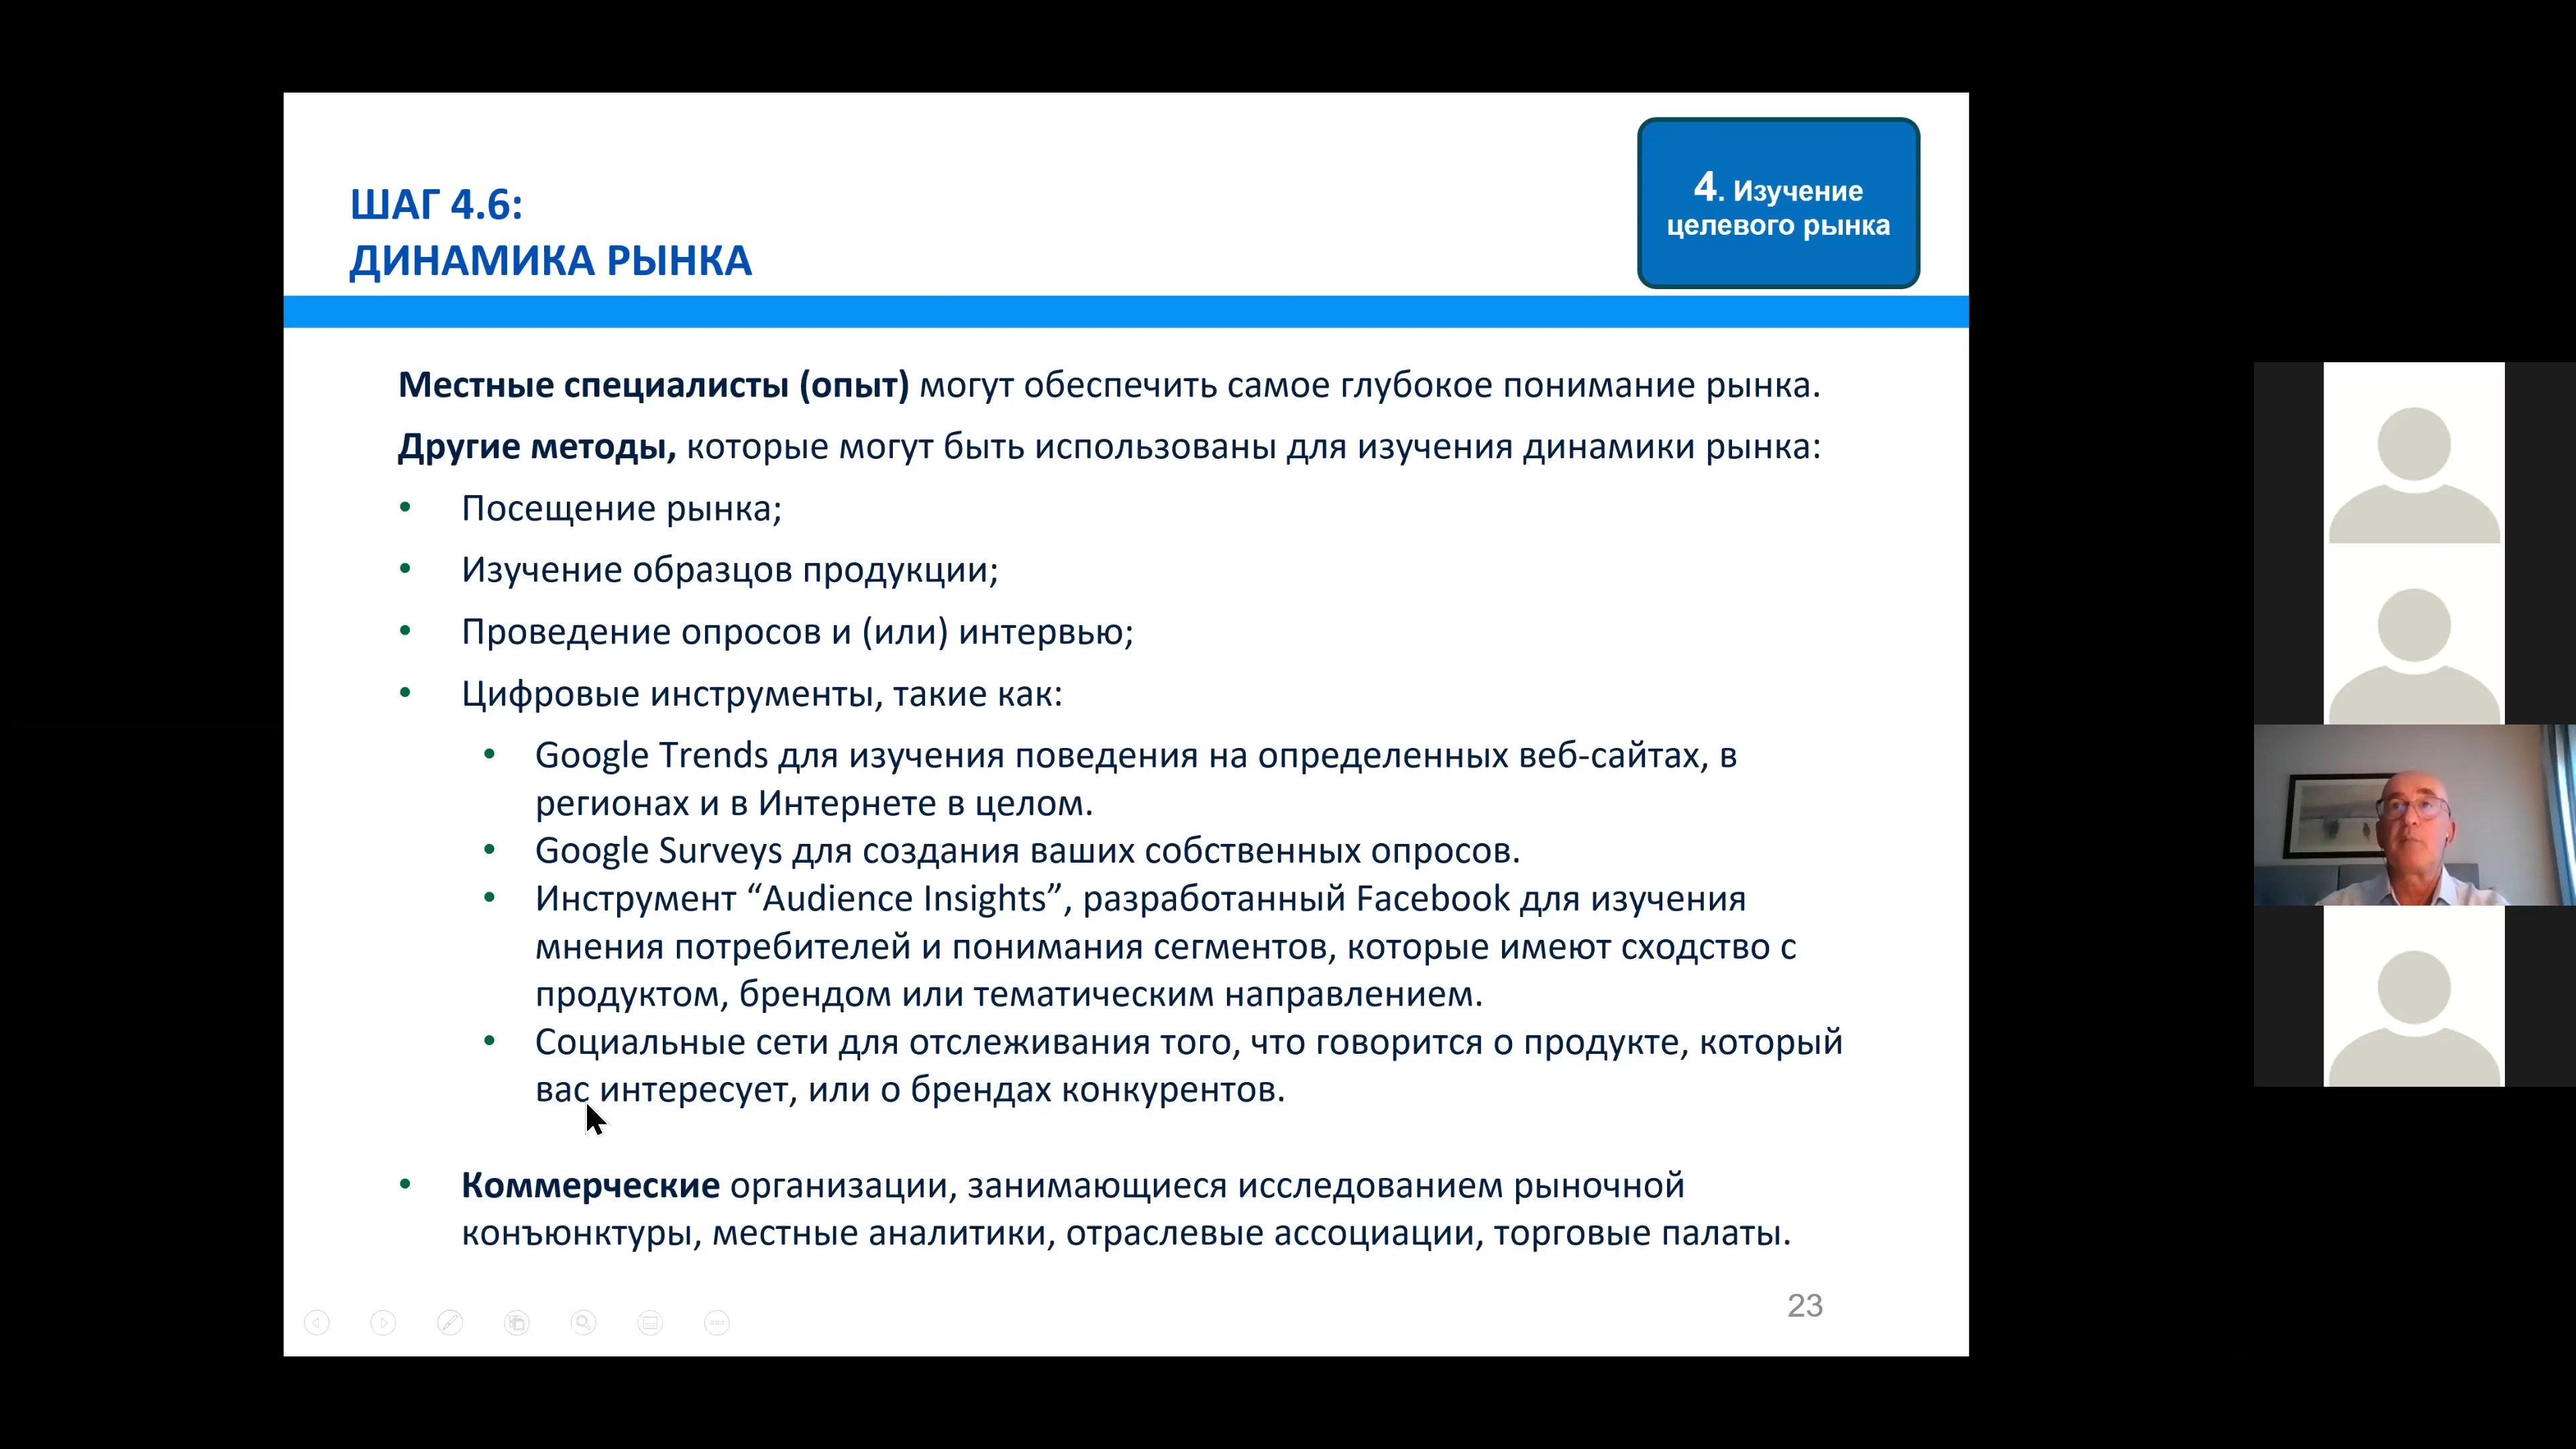 ШАГ 4.6:
ДИНАМИКА РЫНКА
4. Изучение
целевого рынка
Местные специалисты (опыт) могут обеспечить самое глубокое понимание рынка.
Другие методы, которые могут быть использованы для изучения динамики рынка:
• Посещение рынка;
• Изучение образцов продукции;
• Проведение опросов и (или) интервью;
• Цифровые инструменты, такие как:
• Google Trends для изучения поведения на определенных веб-сайтах, в
регионах и в Интернете в целом.
• Google Surveys для создания ваших собственных опросов.
• Инструмент “Audience Insights”, разработанный Facebook для изучения
мнения потребителей и понимания сегментов, которые имеют сходство с
продуктом, брендом или тематическим направлением.
• Социальные сети для отслеживания того, что говорится о продукте, который
вас интересует, или о брендах конкурентов.
• Коммерческие организации, занимающиеся исследованием рыночной
конъюнктуры, местные аналитики, отраслевые ассоциации, торговые палаты.
23